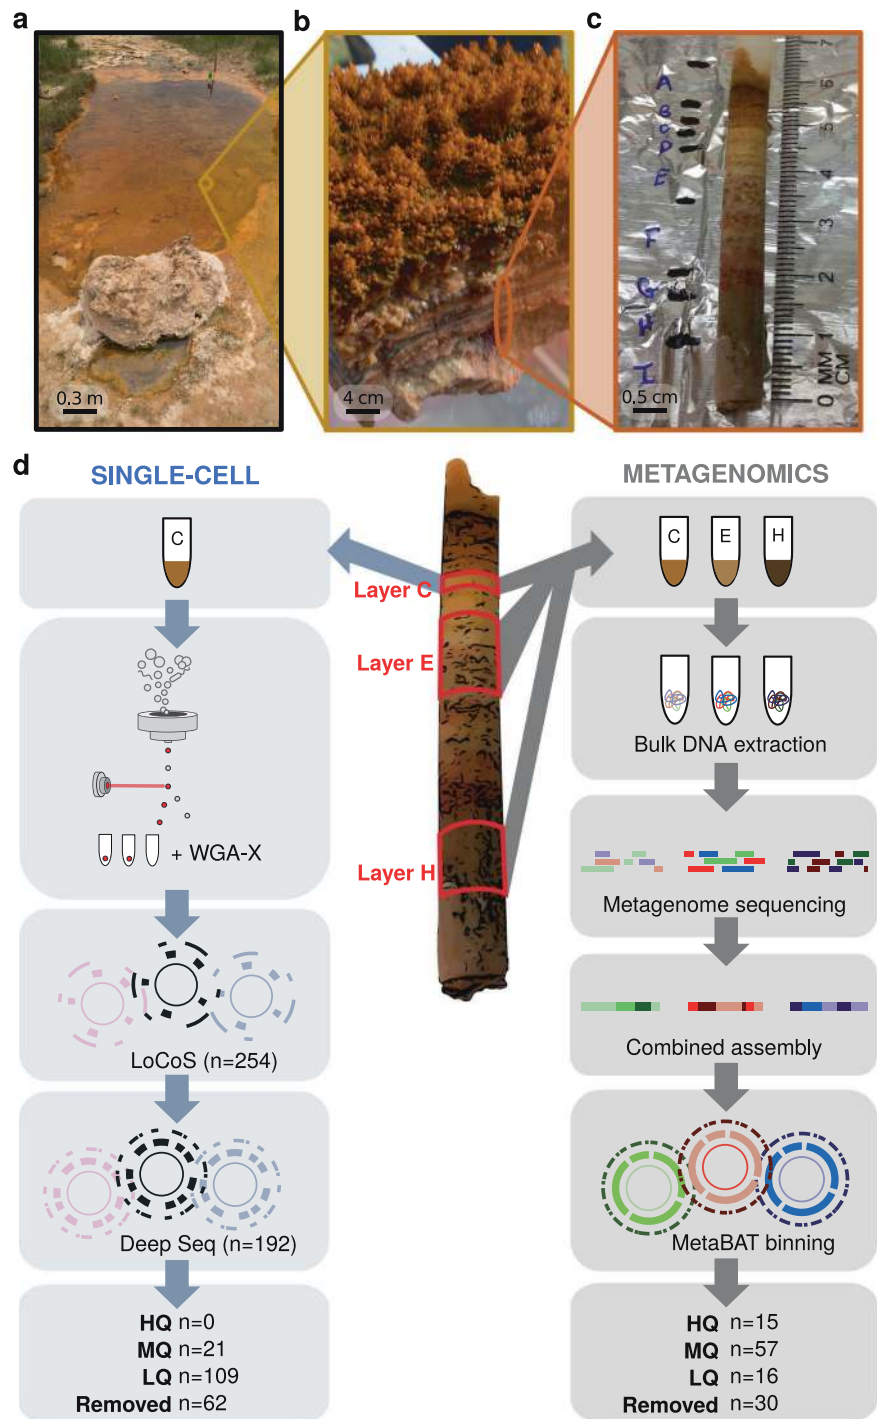 a
b
c
0.3 m
4 cm
A
B
C
D
E
F
G
H
I
7
6
5
4
3
2
1
0 MM
CM
0.5 cm
d
SINGLE-CELL
METAGENOMICS
C
C E H
Layer C
Layer E
Layer H
Bulk DNA extraction
+ WGA-X
Metagenome sequencing
LoCoS (n=254)
Combined assembly
Deep Seq (n=192)
MetaBAT binning
HQ n=0
MQ n=21
LQ n=109
Removed n=62
HQ n=15
MQ n=57
LQ n=16
Removed n=30